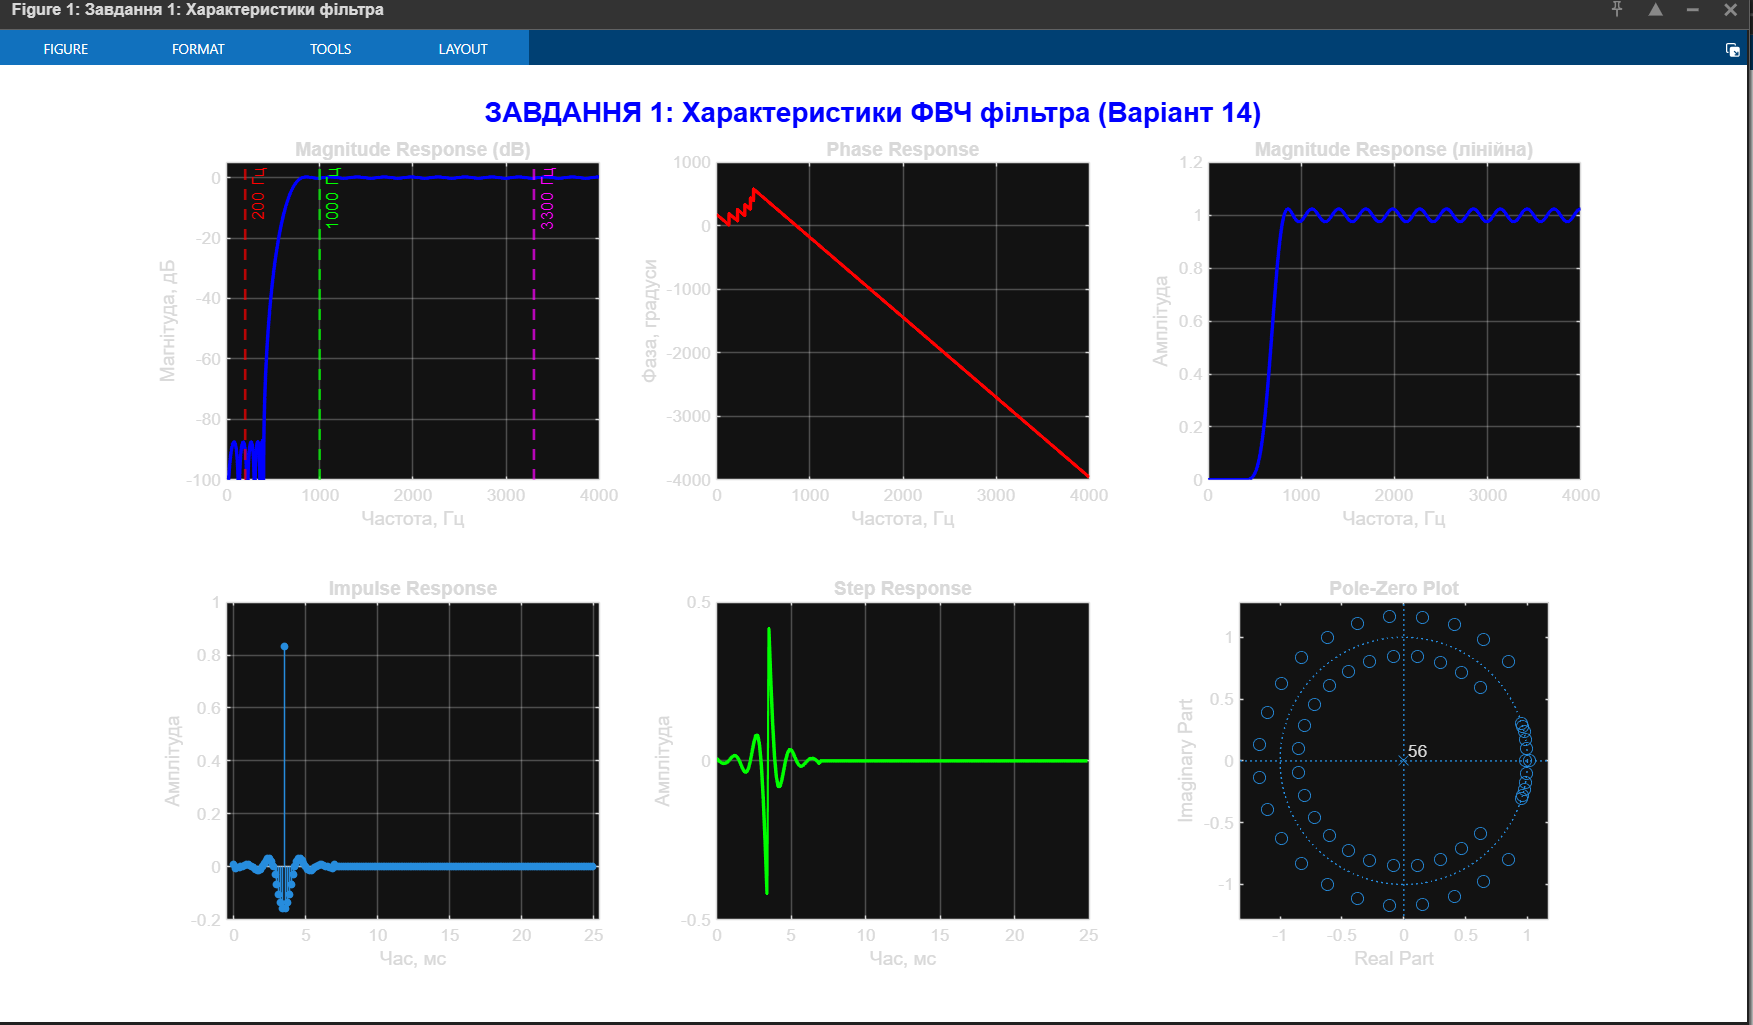 Figure 1: Завдання 1: Характеристики фільтра
FIGURE FORMAT TOOLS LAYOUT
ЗАВДАННЯ 1: Характеристики ФВЧ фільтра (Варіант 14)
Magnitude Response (dB)
0
-20
-40
-60
-80
-100
Магнітуда, дБ
200 Гц
1000 Гц
3300 Гц
0 1000 2000 3000 4000
Частота, Гц
Phase Response
1000
0
-1000
-2000
-3000
-4000
Фаза, градуси
0 1000 2000 3000 4000
Частота, Гц
Magnitude Response (лінійна)
1.2
1
0.8
0.6
0.4
0.2
0
Амплітуда
0 1000 2000 3000 4000
Частота, Гц
Impulse Response
1
0.8
0.6
0.4
0.2
0
-0.2
Амплітуда
0 5 10 15 20 25
Час, мс
Step Response
0.5
0
-0.5
Амплітуда
0 5 10 15 20 25
Час, мс
Pole-Zero Plot
1
0.5
0
-0.5
-1
Imaginary Part
56
-1 -0.5 0 0.5 1
Real Part